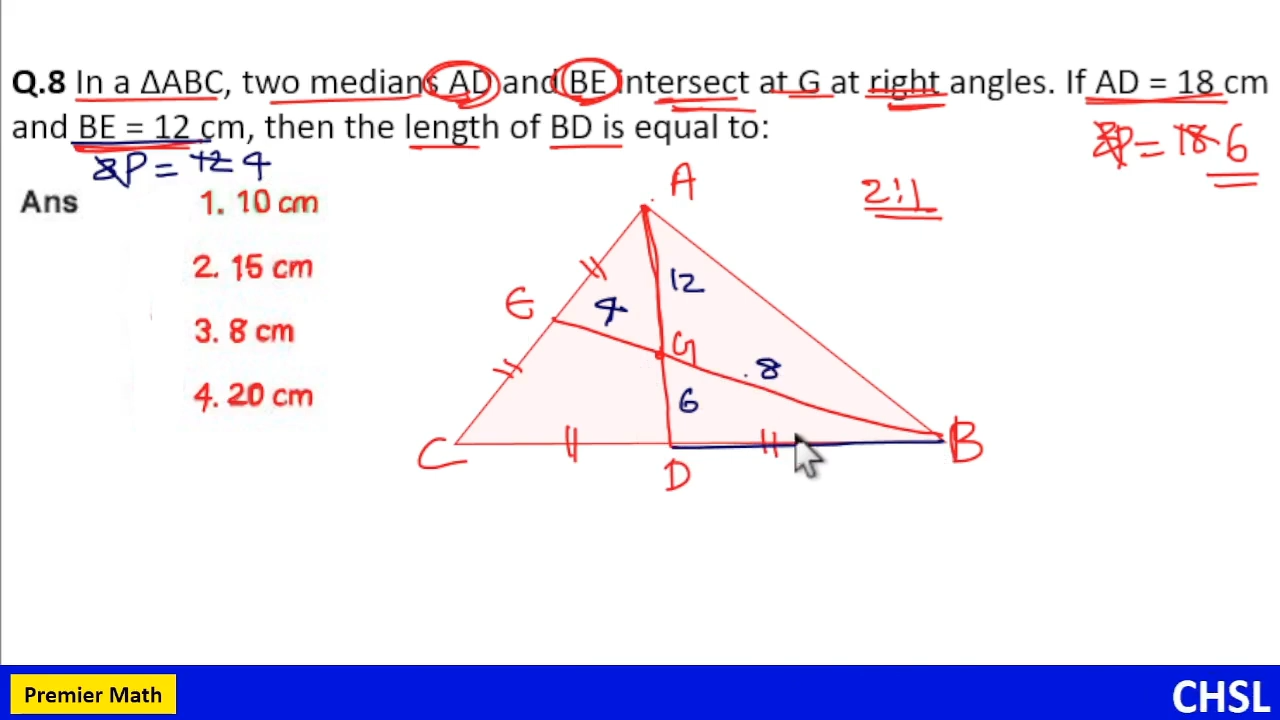 Q.8 In a ΔABC, two medians AD and BE intersect at G at right angles. If AD = 18 cm
and BE = 12 cm, then the length of BD is equal to:
3P = 18 6
3P = 12 4
Ans
1. 10 cm
2. 15 cm
3. 8 cm
4. 20 cm
2:1
A
12
E
4
G
8
6
C
B
D
Premier Math
CHSL